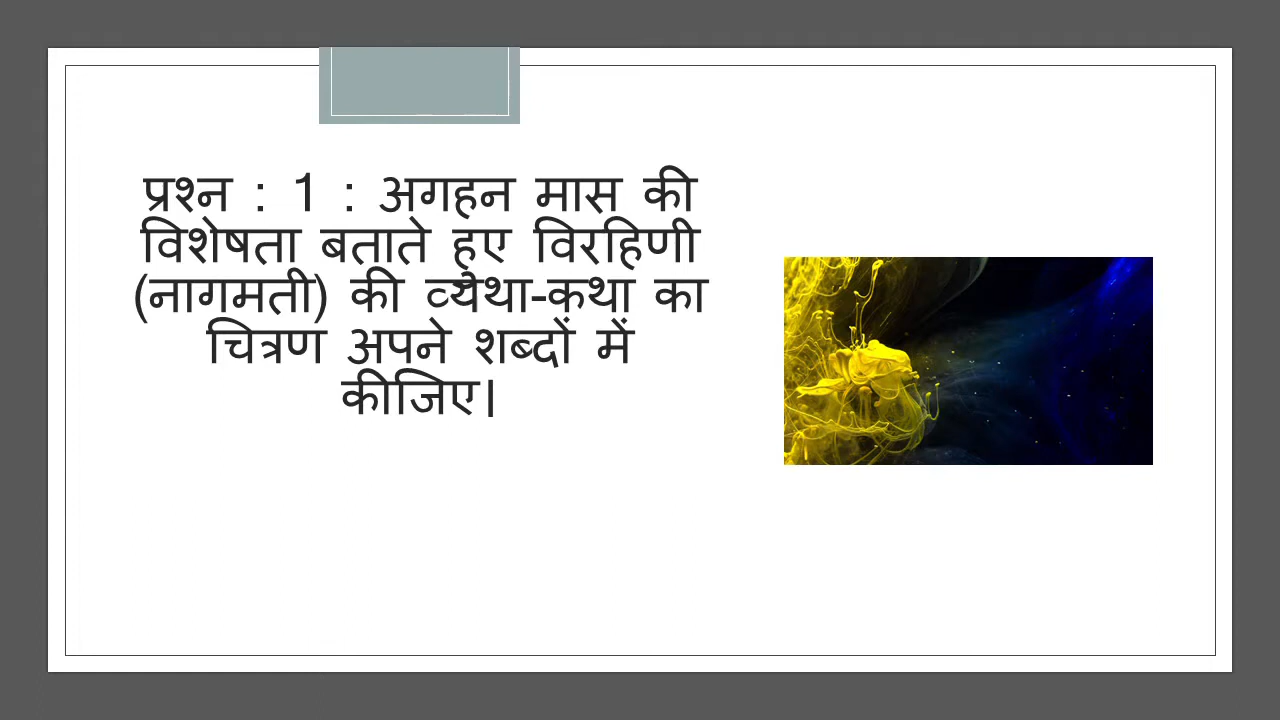 प्रश्न : 1 : अगहन मास की
विशेषता बताते हुए विरहिणी
(नागमती) की व्यथा-कथा का
चित्रण अपने शब्दों में
कीजिए।